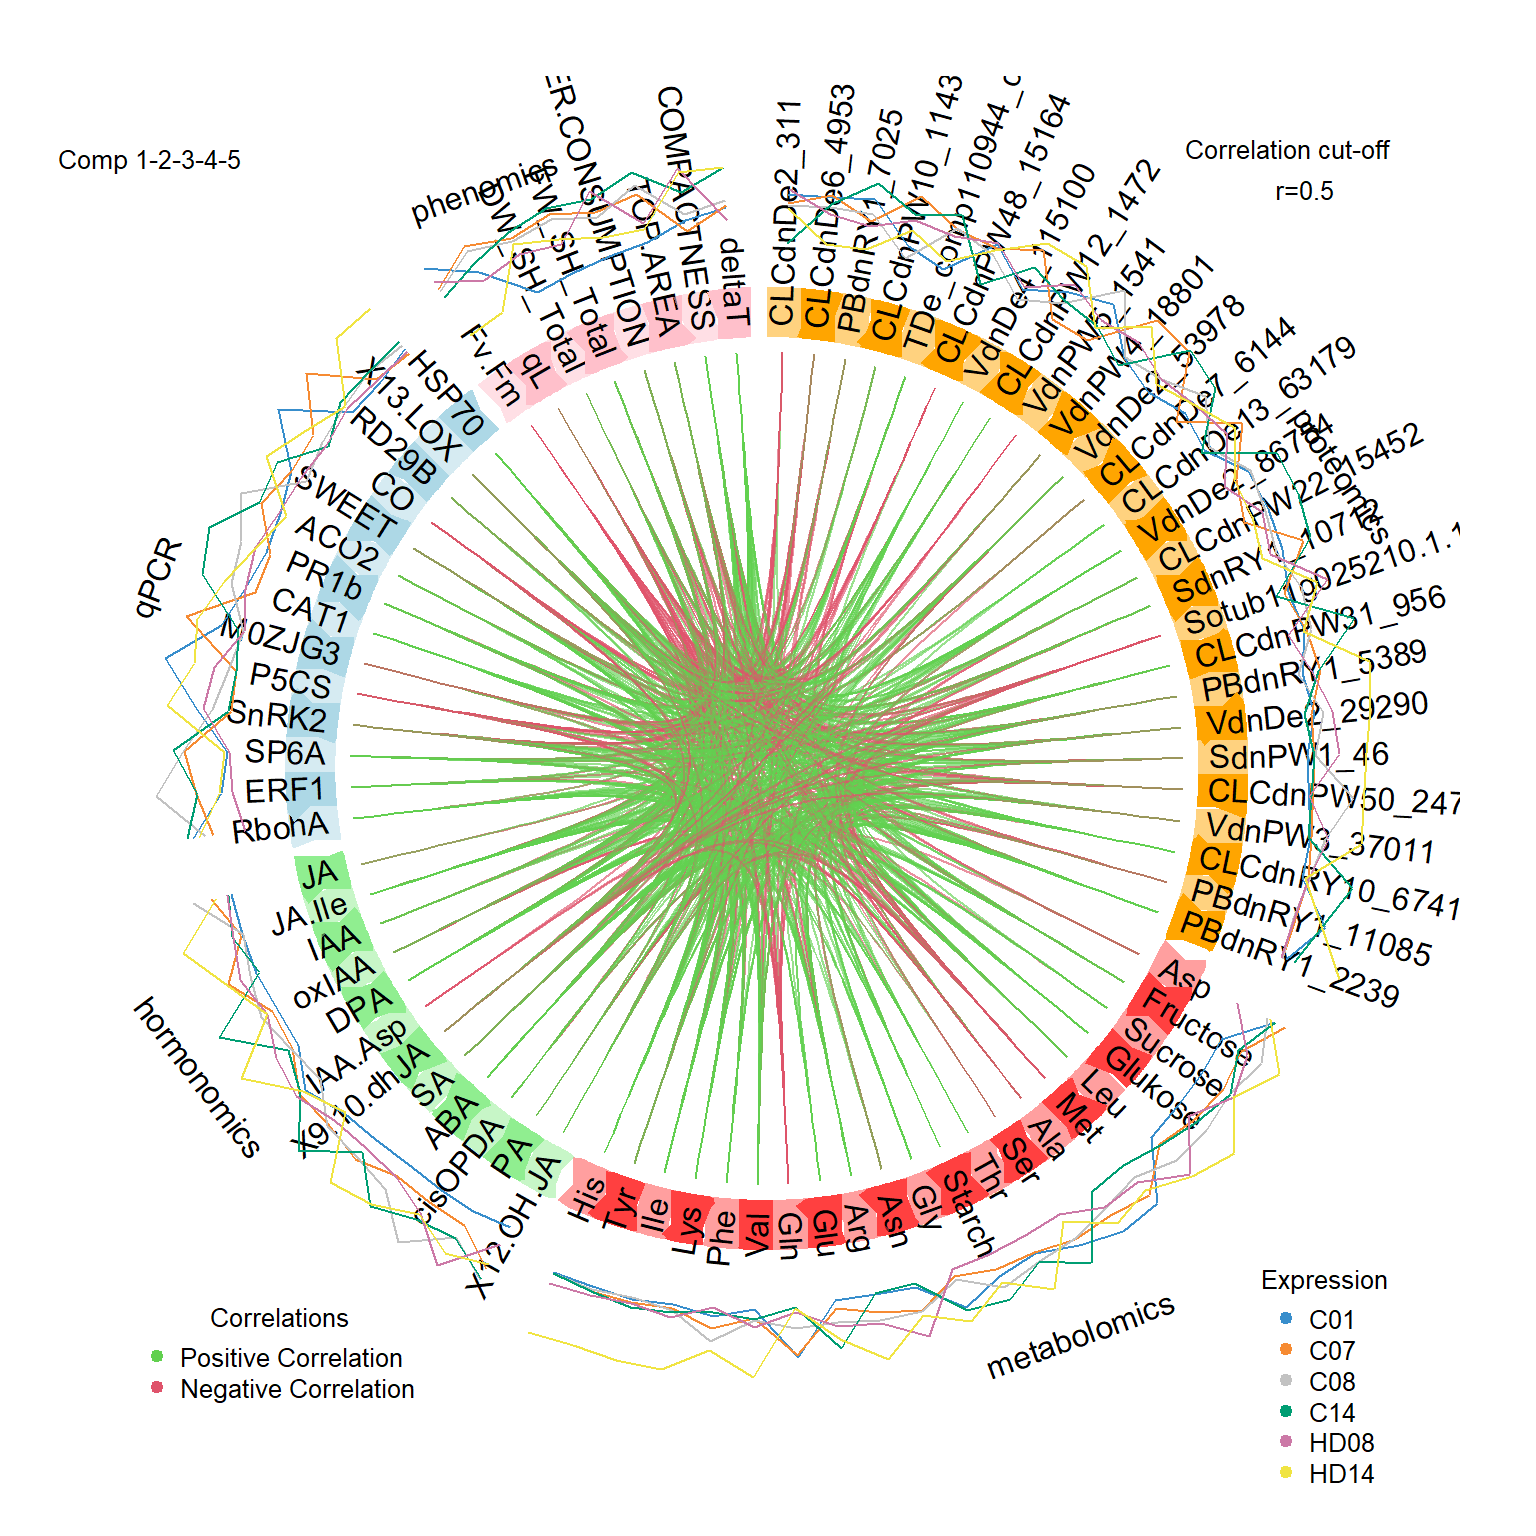 Comp 1-2-3-4-5
Correlation cut-off
r=0.5
phenomics
Fv.Fm
qL
DW_SH_Total
FW_SH_Total
ER.CONSUMPTION
TOP.AREA
COMPACTNESS
deltaT
CLCdnDe2_311
CLCdnDe6_4953
PBdnRY1_7025
CLCdnPW10_1143
TDe_comp110944_c
CLCdnPW48_15164
VdnDe4_115100
CLCdnPW12_1472
VdnPW5_1541
VdnPW4_18801
CLCdnDe7_6144
CLCdnDe13_63179
CLCdnPW22_15452
Sotub119025210.1.1
CLCdnPW31_956
PBdnRY1_5389
VdnDe2_29290
SdnPW1_46
CLCdnPW50_247
VdnPW3_37011
CLCdnRY10_6741
PBdnRY1_11085
PBdnRY1_2239
proteomics
Asp
Fructose
Sucrose
Glukose
Leu
Met
Ala
Ser
Thr
Starch
Gly
Asn
Arg
Glu
Gln
Val
Phe
Lys
Ile
Tyr
His
metabolomics
X12.OH.JA
PA
cisOPDA
ABA
SA
X9.10.dhJA
IAA.Asp
DPA
oxIAA
IAA
JA.Ile
JA
hormonomics
RbohA
ERF1
SP6A
SnRK2
P5CS
M0ZJG3
CAT1
PR1b
ACO2
SWEET
CO
RD29B
X13.LOX
HSP70
qPCR
Correlations
Positive Correlation
Negative Correlation
Expression
C01
C07
C08
C14
HD08
HD14